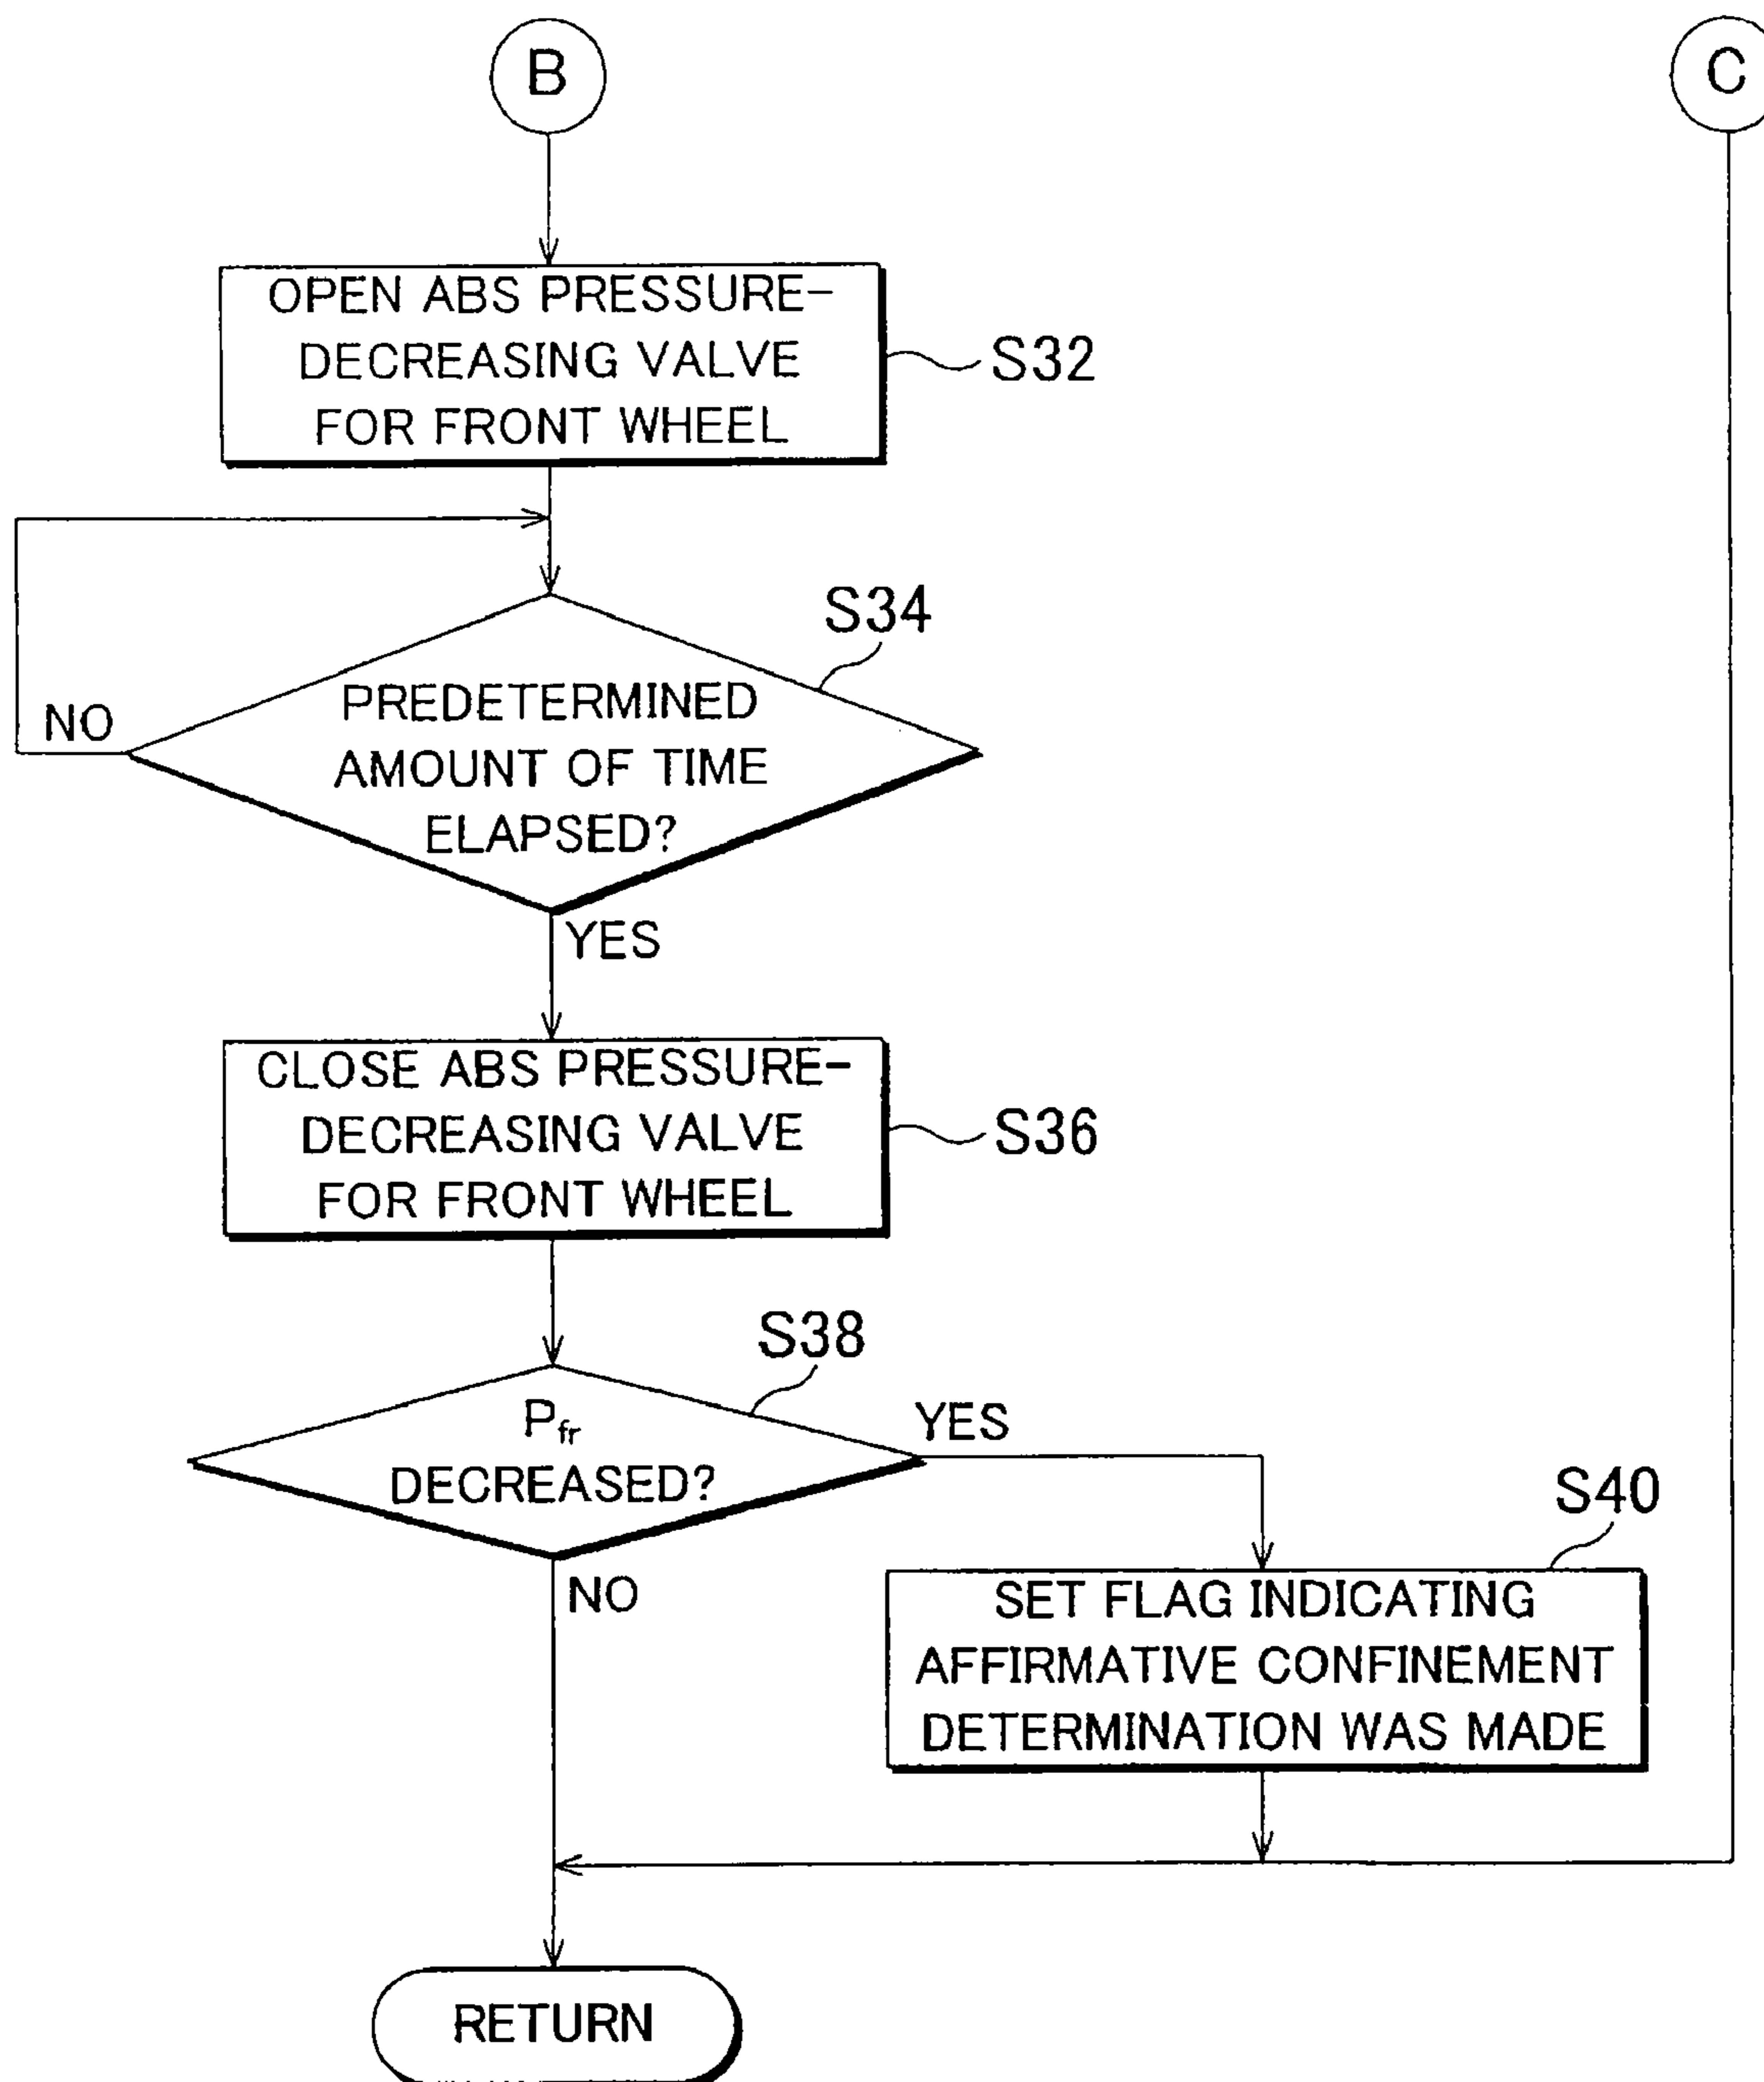 B
C
OPEN ABS PRESSURE-
DECREASING VALVE
FOR FRONT WHEEL
S32
S34
PREDETERMINED
AMOUNT OF TIME
ELAPSED?
NO
YES
CLOSE ABS PRESSURE-
DECREASING VALVE
FOR FRONT WHEEL
S36
S38
Pfr
DECREASED?
YES
NO
S40
SET FLAG INDICATING
AFFIRMATIVE CONFINEMENT
DETERMINATION WAS MADE
RETURN